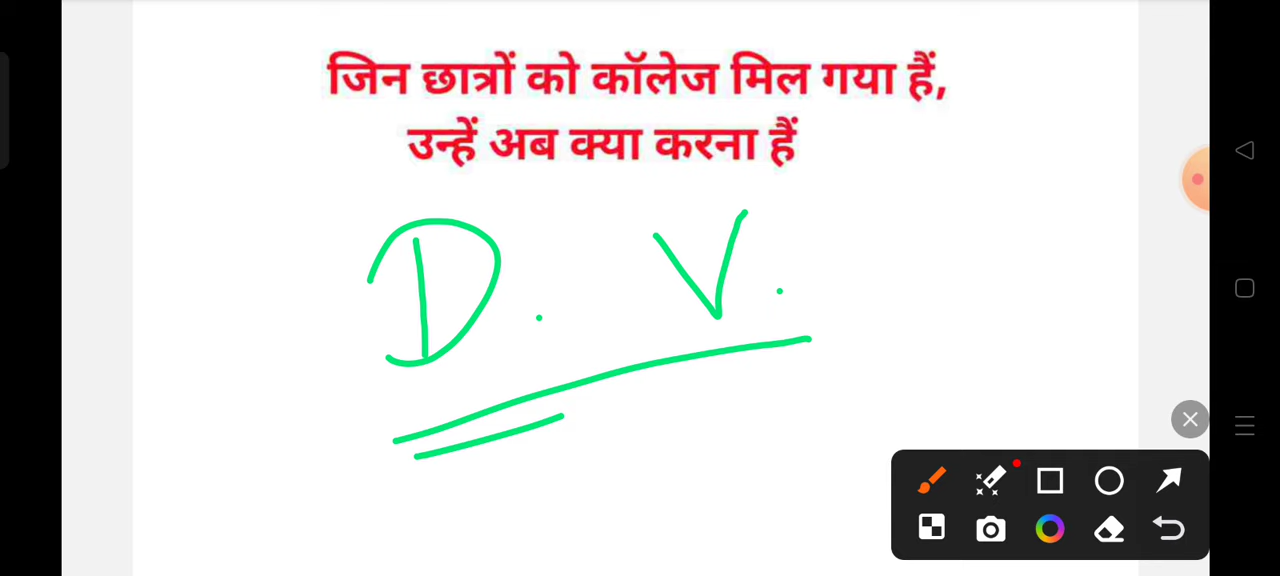 जिन छात्रों को कॉलेज मिल गया हैं,
उन्हें अब क्या करना हैं
D. V.